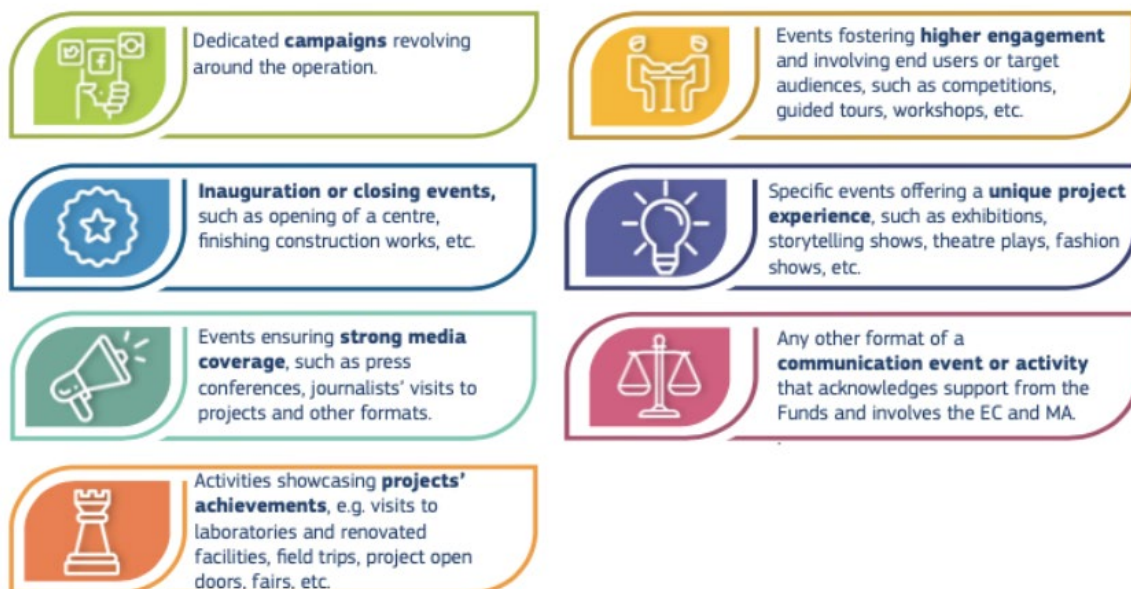 Dedicated campaigns revolving
around the operation.
Inauguration or closing events,
such as opening of a centre,
finishing construction works, etc.
Events ensuring strong media
coverage, such as press
conferences, journalists' visits to
projects and other formats.
Activities showcasing projects'
achievements, e.g. visits to
laboratories and renovated
facilities, field trips, project open
doors, fairs, etc.
Events fostering higher engagement
and involving end users or target
audiences, such as competitions,
guided tours, workshops, etc.
Specific events offering a unique project
experience, such as exhibitions,
storytelling shows, theatre plays, fashion
shows, etc.
Any other format of a
communication event or activity
that acknowledges support from the
Funds and involves the EC and MA.